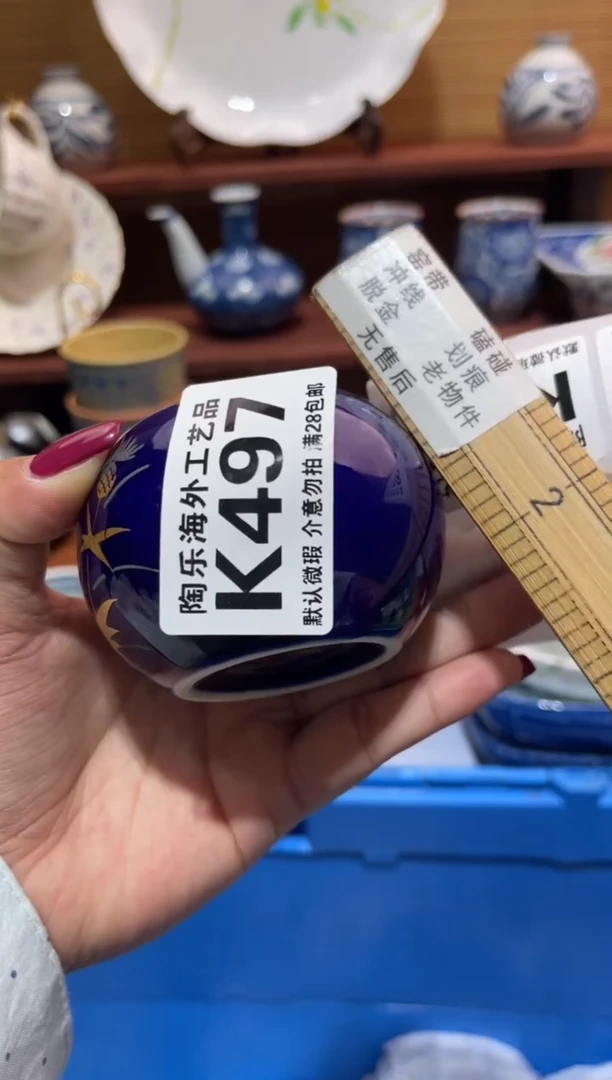 陶乐海外工艺品
K497
默认微瑕 介意勿拍 满28包邮
窑带 磕碰
冲线 划痕
脱金 老物件
无售后
2